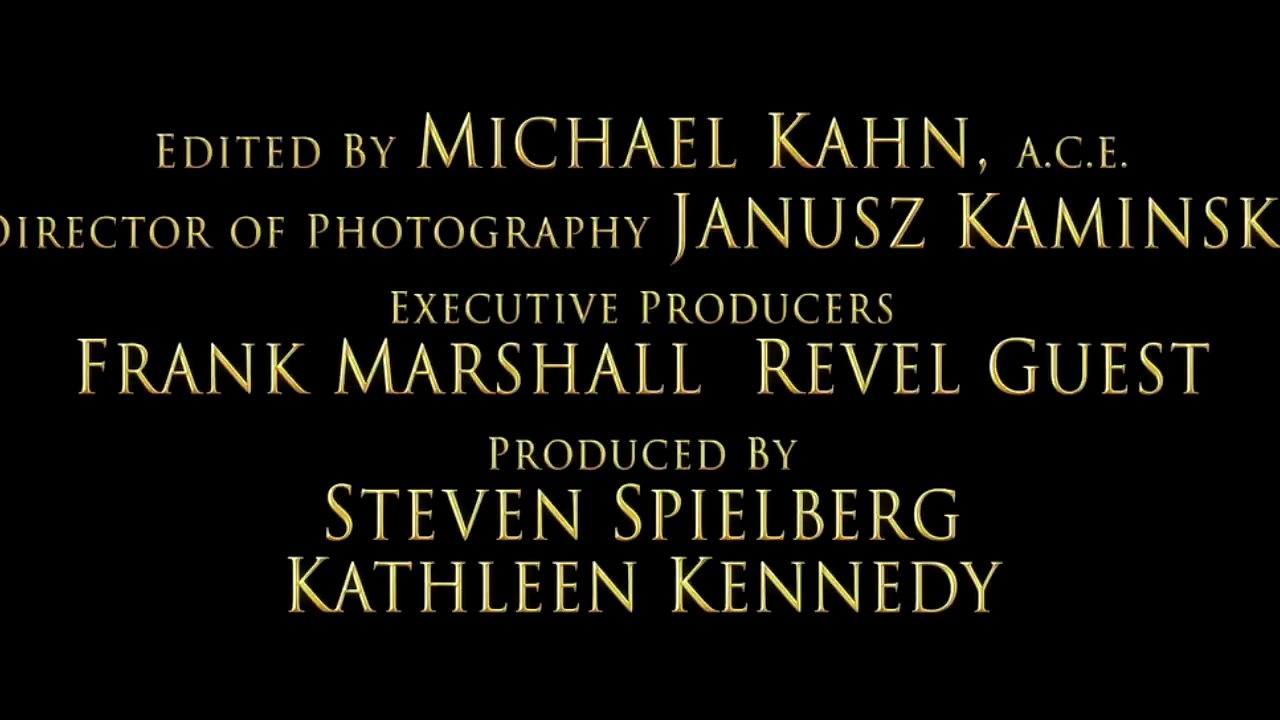 EDITED BY MICHAEL KAHN, A.C.E.
DIRECTOR OF PHOTOGRAPHY JANUSZ KAMINSK
EXECUTIVE PRODUCERS
FRANK MARSHALL REVEL GUEST
PRODUCED BY
STEVEN SPIELBERG
KATHLEEN KENNEDY